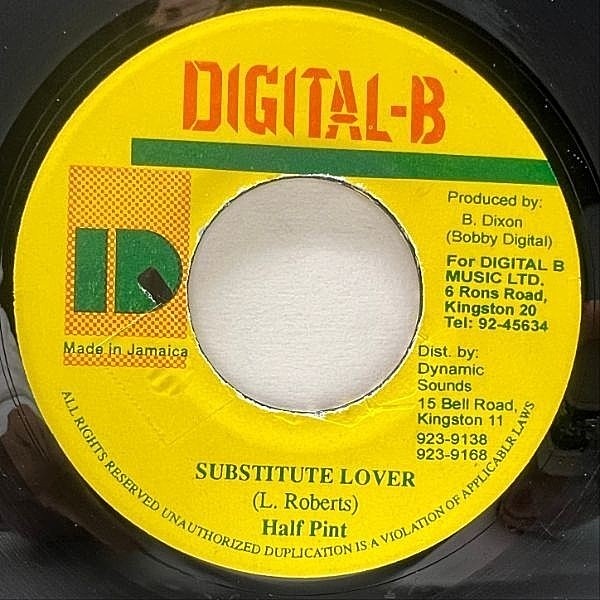 DIGITAL-B
Produced by:
B. Dixon
(Bobby Digital)
For DIGITAL B
MUSIC LTD.
6 Rons Road,
Kingston 20
Tel: 92-45634
D
Made in Jamaica
Dist. by:
Dynamic
Sounds
15 Bell Road,
Kingston 11
923-9138
923-9168
SUBSTITUTE LOVER
(L. Roberts)
Half Pint
ALL RIGHTS RESERVED UNAUTHORIZED DUPLICATION IS A VIOLATION OF APPLICABLR LAWS